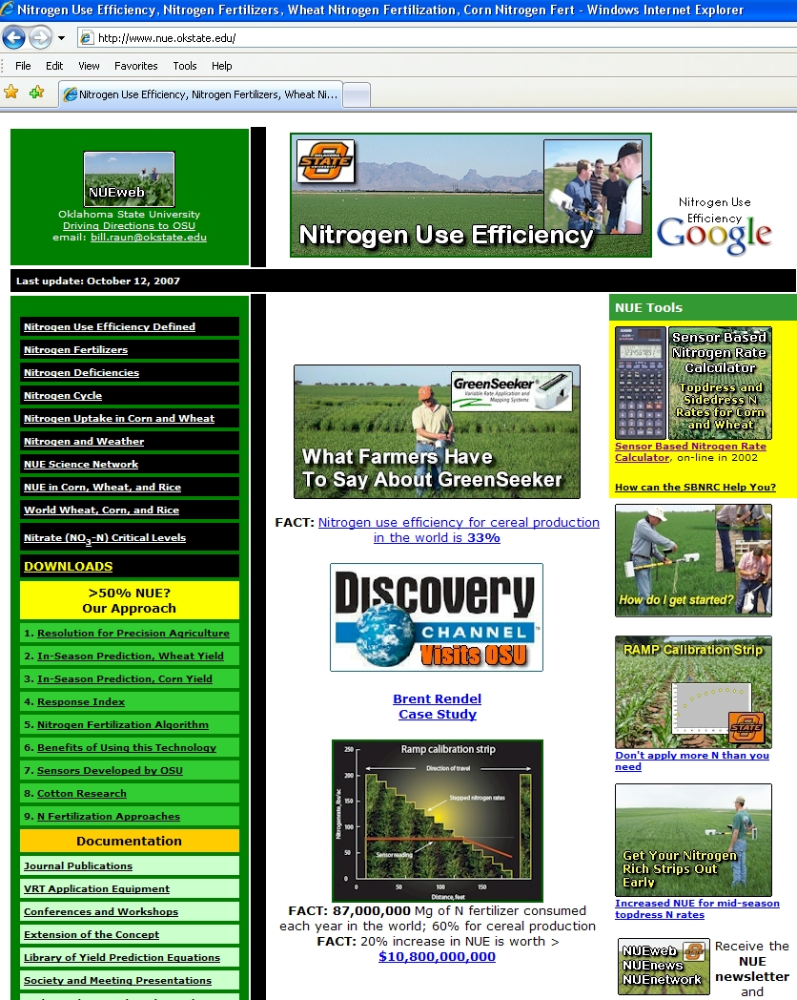 Nitrogen Use Efficiency, Nitrogen Fertilizers, Wheat Nitrogen Fertilization, Corn Nitrogen Fert - Windows Internet Explorer
http://www.nue.okstate.edu/
File Edit View Favorites Tools Help
Nitrogen Use Efficiency, Nitrogen Fertilizers, Wheat Ni...
NUEweb
Oklahoma State University
Driving Directions to OSU
email: bill.raun@okstate.edu
OKLAHOMA
STATE
UNIVERSITY
Nitrogen Use Efficiency
Nitrogen Use
Efficiency
Google
Last update: October 12, 2007
Nitrogen Use Efficiency Defined
Nitrogen Fertilizers
Nitrogen Deficiencies
Nitrogen Cycle
Nitrogen Uptake in Corn and Wheat
Nitrogen and Weather
NUE Science Network
NUE in Corn, Wheat, and Rice
World Wheat, Corn, and Rice
Nitrate (NO3-N) Critical Levels
DOWNLOADS
>50% NUE?
Our Approach
1. Resolution for Precision Agriculture
2. In-Season Prediction, Wheat Yield
3. In-Season Prediction, Corn Yield
4. Response Index
5. Nitrogen Fertilization Algorithm
6. Benefits of Using this Technology
7. Sensors Developed by OSU
8. Cotton Research
9. N Fertilization Approaches
Documentation
Journal Publications
VRT Application Equipment
Conferences and Workshops
Extension of the Concept
Library of Yield Prediction Equations
Society and Meeting Presentations
GreenSeeker®
Variable Rate Application and
Mapping Systems
What Farmers Have
To Say About GreenSeeker
FACT: Nitrogen use efficiency for cereal production
in the world is 33%
Discovery
CHANNEL
Visits OSU
Brent Rendel
Case Study
Ramp calibration strip
Direction of travel
Stepped nitrogen rates
Sensor reading
Nitrogen rate, lbs/ac
250
200
150
100
50
0
0 50 100 150
Distance, feet
FACT: 87,000,000 Mg of N fertilizer consumed
each year in the world; 60% for cereal production
FACT: 20% increase in NUE is worth >
$10,800,000,000
NUE Tools
Sensor Based
Nitrogen Rate
Calculator
Topdress and
Sidedress N
Rates for Corn
and Wheat
Sensor Based Nitrogen Rate
Calculator, on-line in 2002
How can the SBNRC Help You?
How do I get started?
RAMP Calibration Strip
STATE
Don't apply more N than you
need
Get Your Nitrogen
Rich Strips Out
Early
Increased NUE for mid-season
topdress N rates
NUEweb
NUEnews
NUEnetwork
Receive the
NUE
newsletter
and